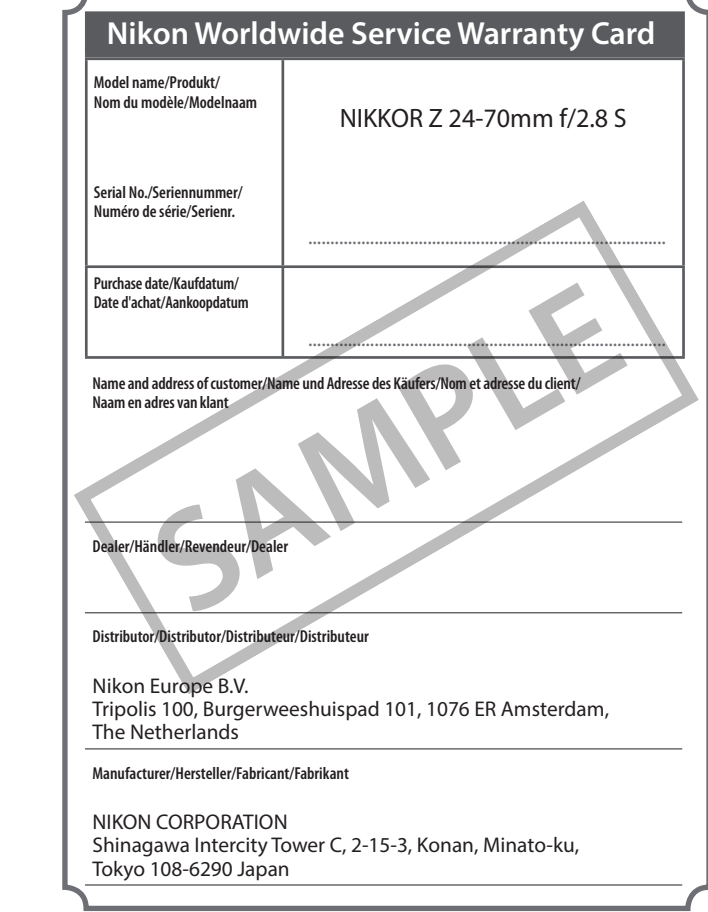 Nikon Worldwide Service Warranty Card
Model name/Produkt/
Nom du modèle/Modelnaam
NIKKOR Z 24-70mm f/2.8 S
Serial No./Seriennummer/
Numéro de série/Serienr.
Purchase date/Kaufdatum/
Date d'achat/Aankoopdatum
Name and address of customer/Name und Adresse des Käufers/Nom et adresse du client/
Naam en adres van klant
SAMPLE
Dealer/Händler/Revendeur/Dealer
Distributor/Distributor/Distributeur/Distributeur
Nikon Europe B.V.
Tripolis 100, Burgerweeshuispad 101, 1076 ER Amsterdam,
The Netherlands
Manufacturer/Hersteller/Fabricant/Fabrikant
NIKON CORPORATION
Shinagawa Intercity Tower C, 2-15-3, Konan, Minato-ku,
Tokyo 108-6290 Japan